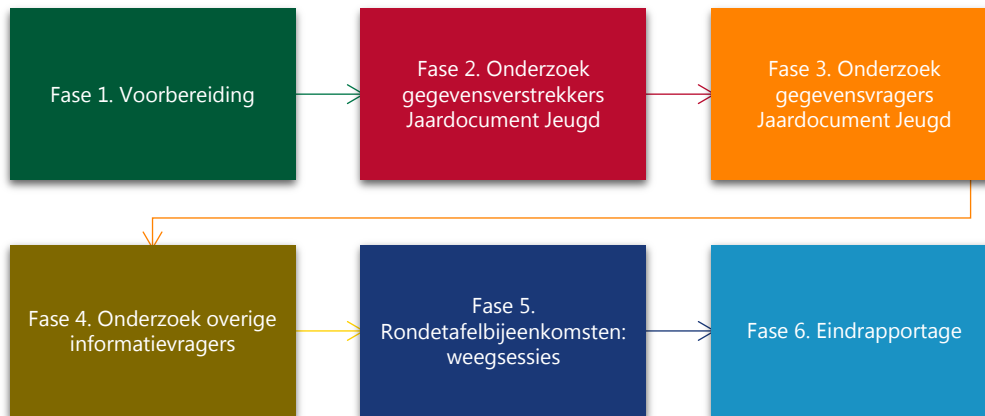 Fase 1. Voorbereiding
Fase 2. Onderzoek
gegevensverstrekkers
Jaardocument Jeugd
Fase 3. Onderzoek
gegevensvragers
Jaardocument Jeugd
Fase 4. Onderzoek overige
informatievragers
Fase 5.
Rondetafelbijeenkomsten:
weegsessies
Fase 6. Eindrapportage